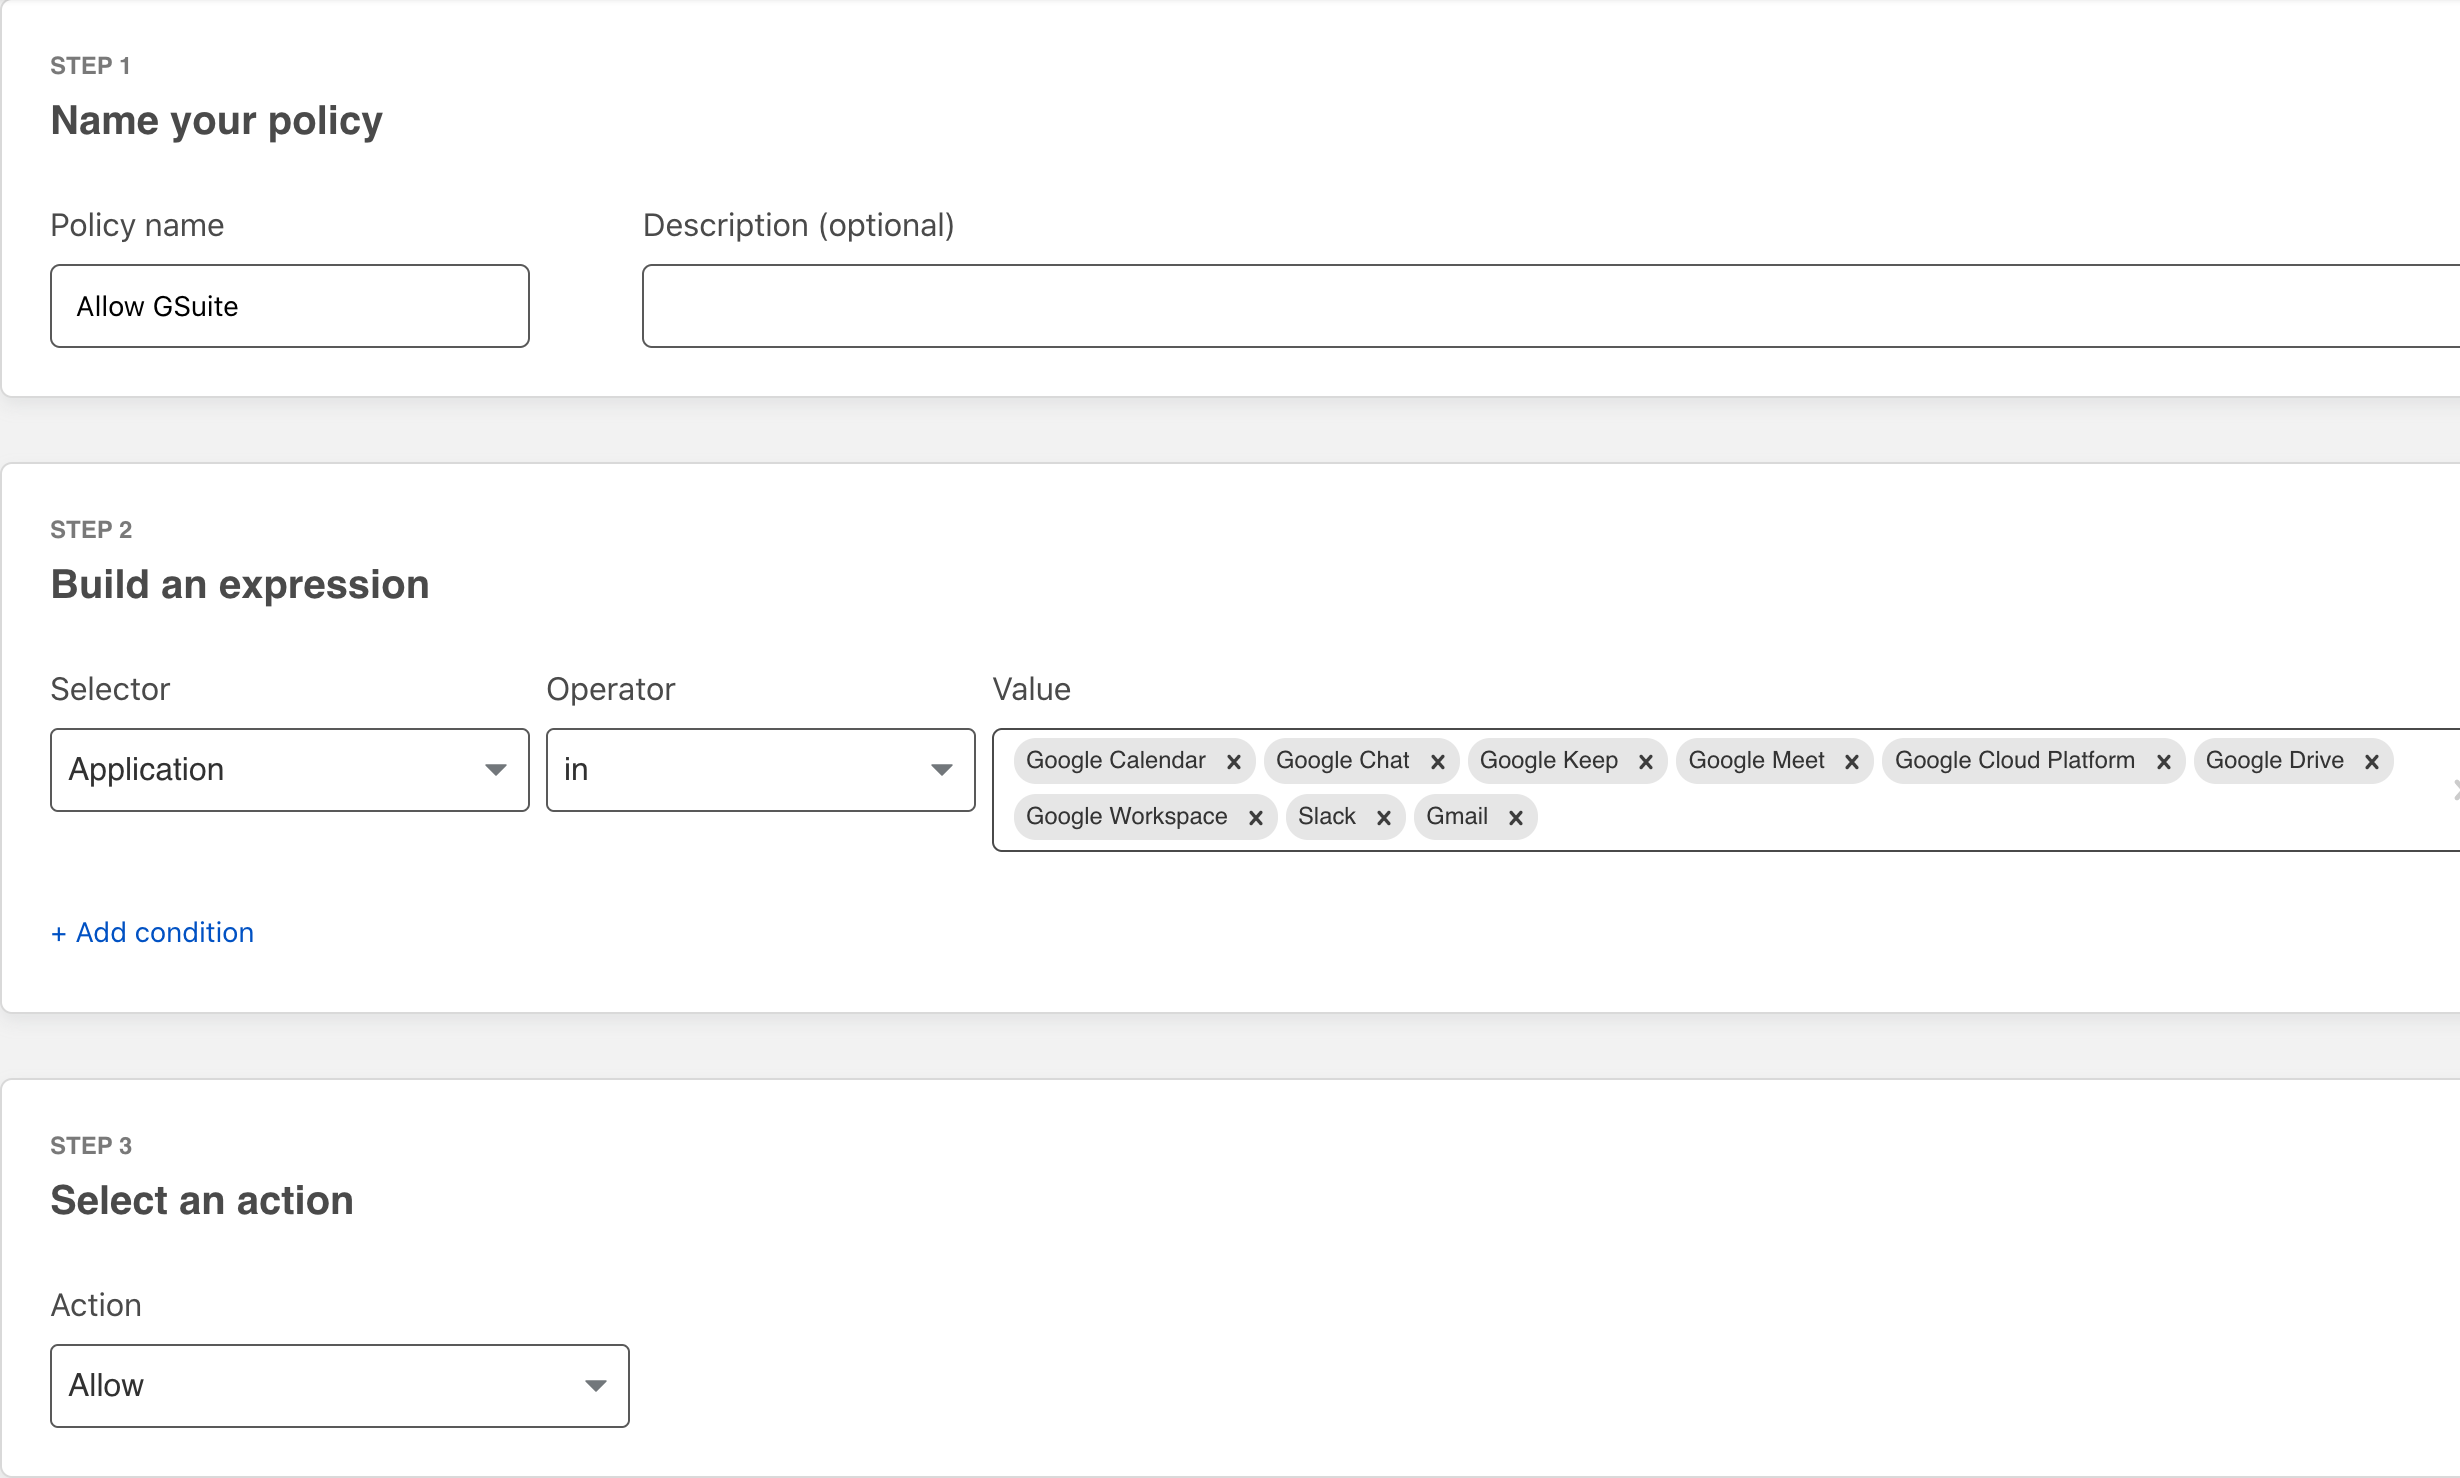 STEP 1
Name your policy
Policy name
Description (optional)
Allow GSuite
STEP 2
Build an expression
Selector
Operator
Value
Application
in
Google Calendar x Google Chat x Google Keep x Google Meet x Google Cloud Platform x Google Drive x
Google Workspace x Slack x Gmail x
+ Add condition
STEP 3
Select an action
Action
Allow